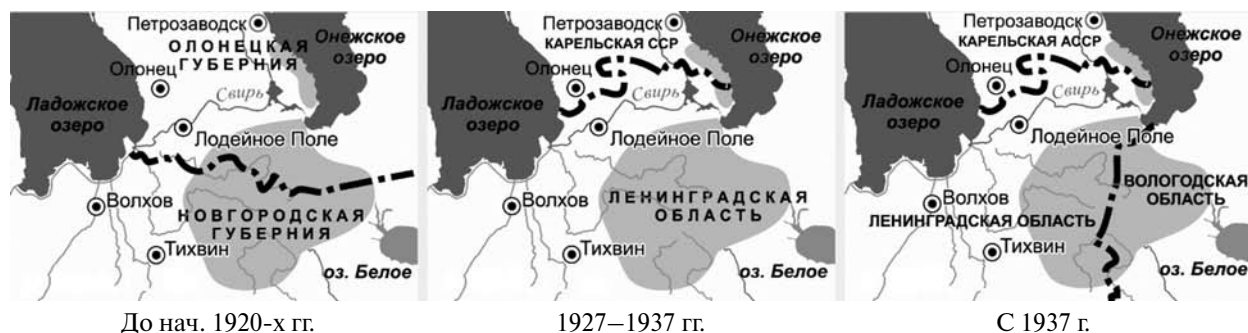 Петрозаводск
ОЛОНЕЦКАЯ
ГУБЕРНИЯ
Онежское
озеро
Олонец
Свирь
Ладожское
озеро
Лодейное Поле
Волхов
НОВГОРОДСКАЯ
ГУБЕРНИЯ
Тихвин
оз. Белое
До нач. 1920-х гг.
Петрозаводск
КАРЕЛЬСКАЯ ССР
Онежское
озеро
Олонец
Свирь
Ладожское
озеро
Лодейное Поле
Волхов
ЛЕНИНГРАДСКАЯ
ОБЛАСТЬ
Тихвин
оз. Белое
1927–1937 гг.
Петрозаводск
КАРЕЛЬСКАЯ АССР
Онежское
озеро
Олонец
Свирь
Ладожское
озеро
Лодейное Поле
ВОЛОГОДСКАЯ
ОБЛАСТЬ
Волхов
ЛЕНИНГРАДСКАЯ ОБЛАСТЬ
Тихвин
оз. Белое
С 1937 г.